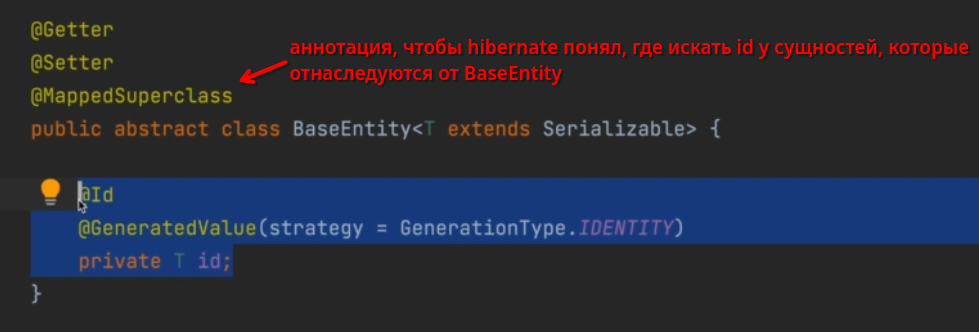 @Getter
аннотация, чтобы hibernate понял, где искать id у сущностей, которые
@Setter
отнаследуются от BaseEntity
@MappedSuperclass
public abstract class BaseEntity<T extends Serializable> {
@Id
@GeneratedValue(strategy = GenerationType.IDENTITY)
private T id;
}